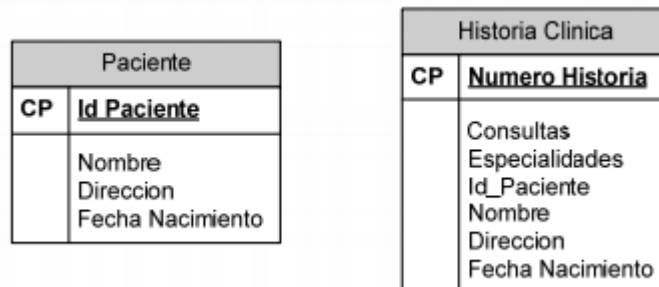 Paciente
CP Id Paciente
Nombre
Direccion
Fecha Nacimiento
Historia Clinica
CP Numero Historia
Consultas
Especialidades
Id_Paciente
Nombre
Direccion
Fecha Nacimiento